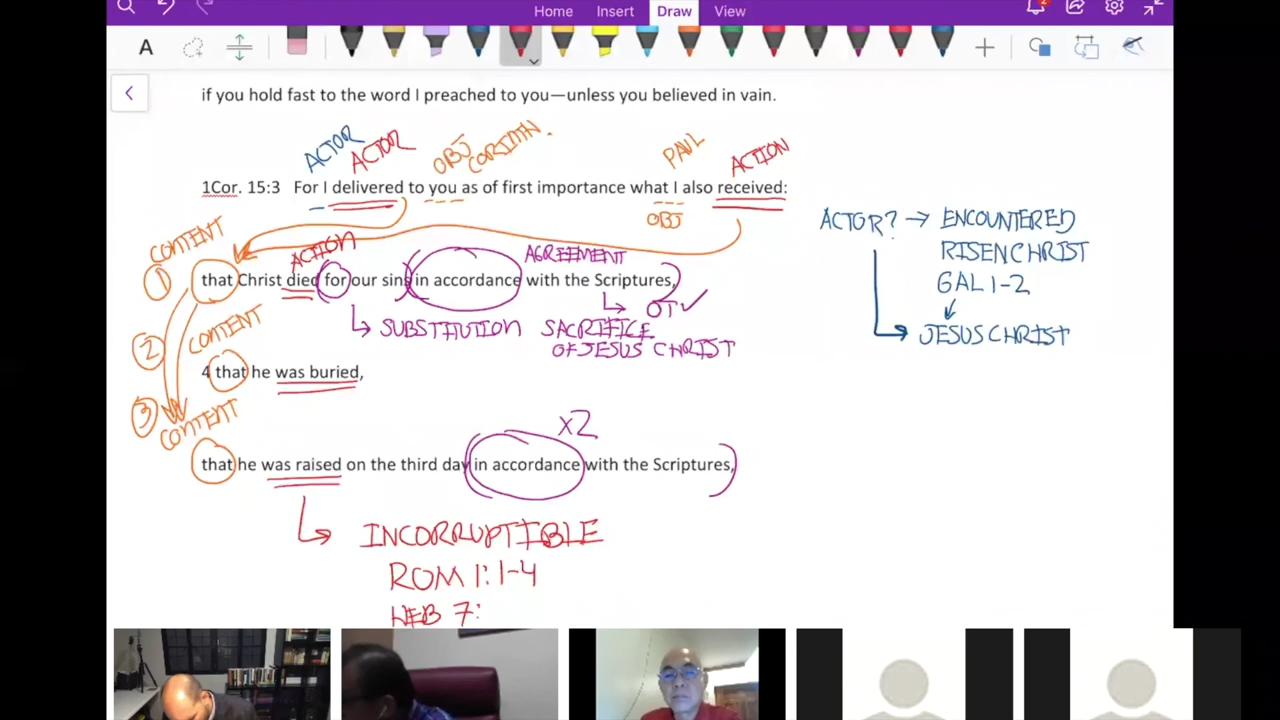 Home Insert Draw View
A
if you hold fast to the word I preached to you—unless you believed in vain.
ACTOR ACTOR OBJ CORINTH. PAUL ACTION
1Cor. 15:3 For I delivered to you as of first importance what I also received:
OBJ
ACTOR? → ENCOUNTERED
RISEN CHRIST
GAL 1-2
JESUS CHRIST
CONTENT
ACTION AGREEMENT
1 that Christ died for our sins in accordance with the Scriptures,
OT ✓
SUBSTITUTION SACRIFICE
OF JESUS CHRIST
2 CONTENT
4 that he was buried,
3 CONTENT
x2
that he was raised on the third day in accordance with the Scriptures,
INCORRUPTIBLE
ROM 1:1-4
HEB 7: